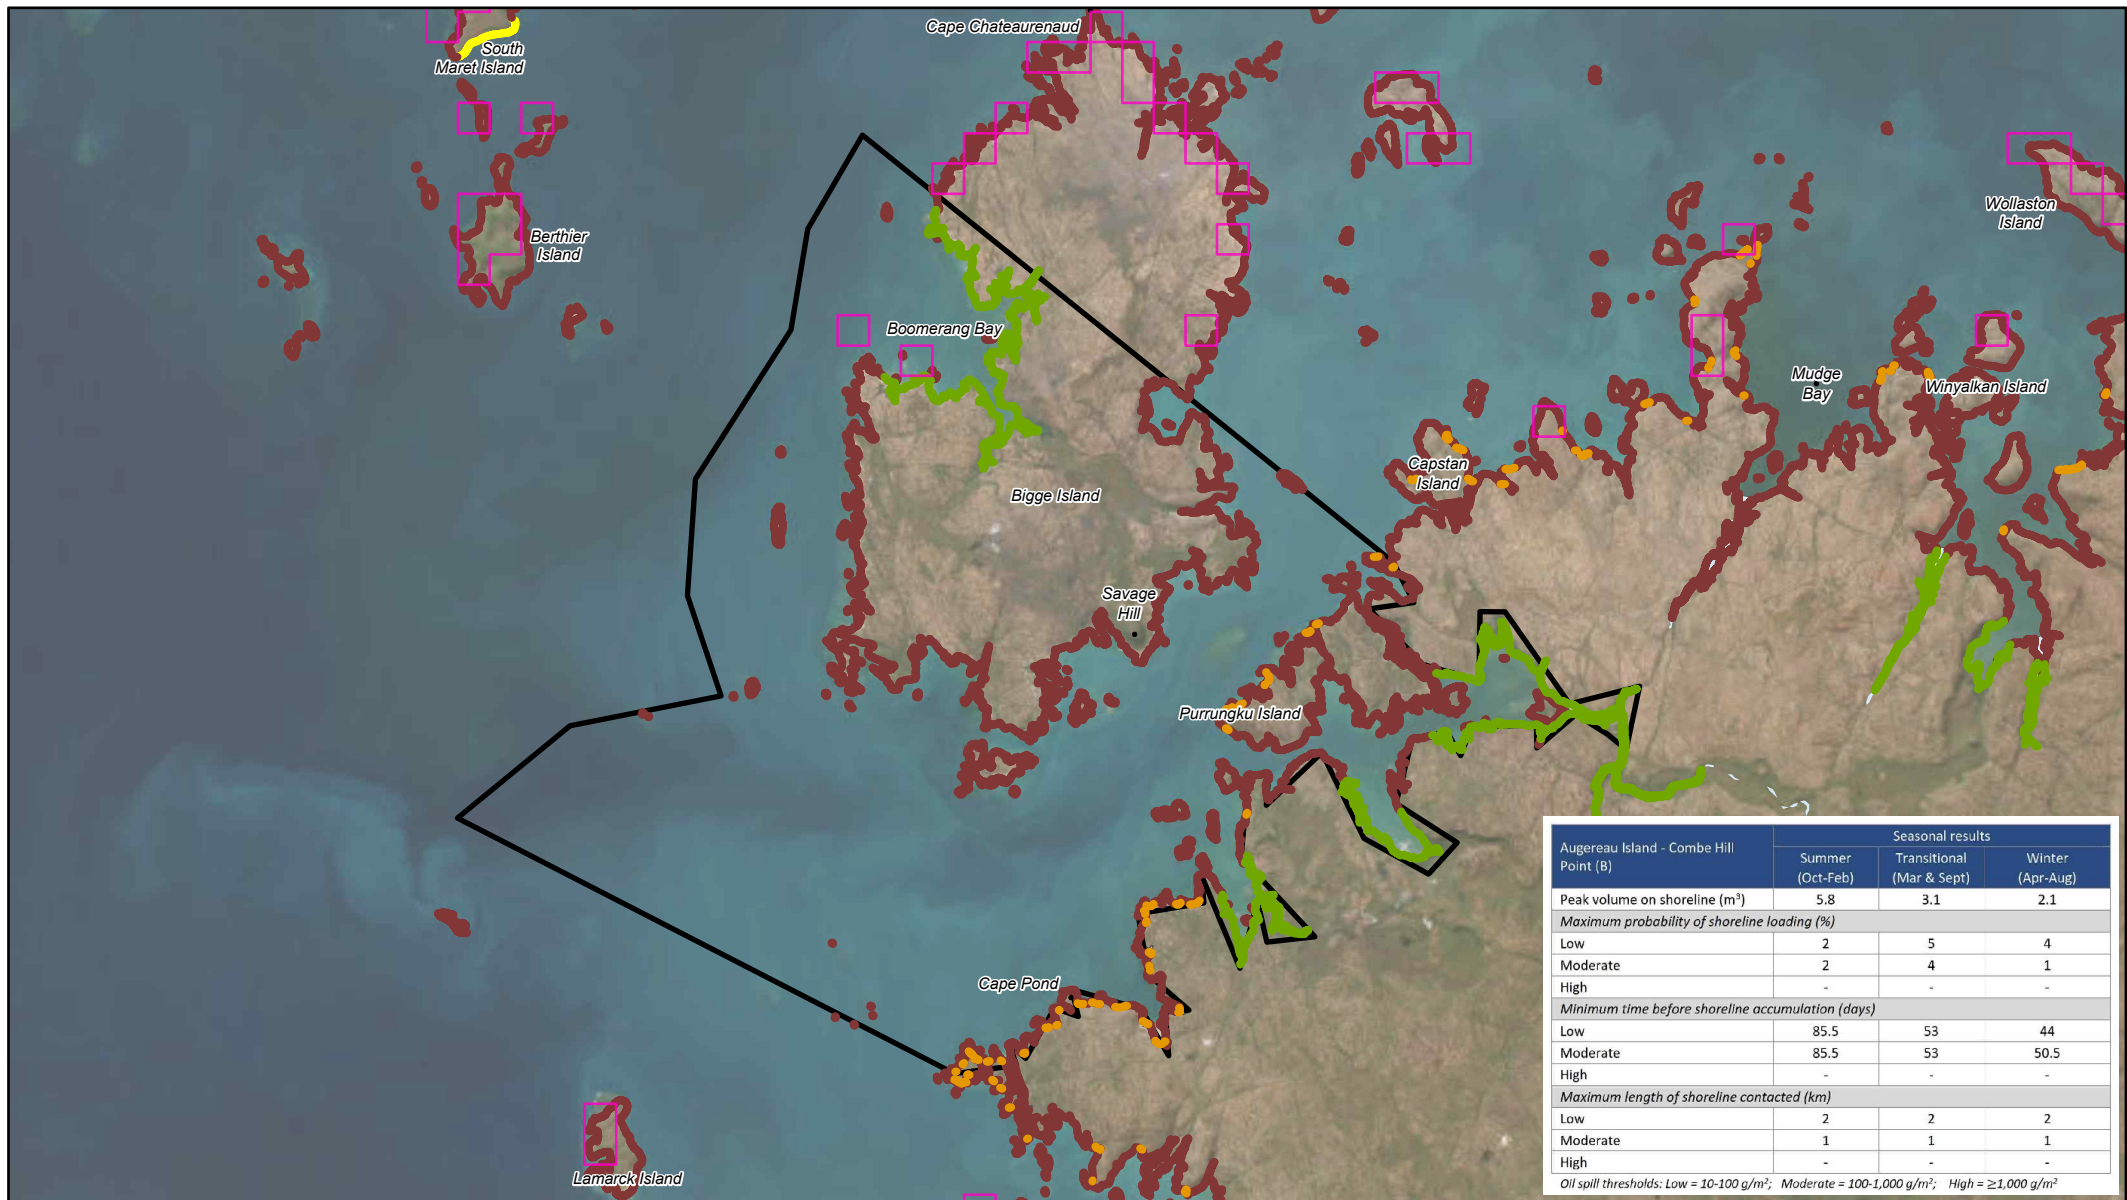 Cape Chateaurenaud
South
Maret Island
Berthier
Island
Wollaston
Island
Boomerang Bay
Mudge
Bay
Winyalkan Island
Capstan
Island
Bigge Island
Savage
Hill
Purrungku Island
Cape Pond
Lamarck Island
Augereau Island - Combe Hill
Point (B)
Seasonal results
Summer
(Oct-Feb)
Transitional
(Mar & Sept)
Winter
(Apr-Aug)
Peak volume on shoreline (m³) 5.8 3.1 2.1
Maximum probability of shoreline loading (%)
Low 2 5 4
Moderate 2 4 1
High - - -
Minimum time before shoreline accumulation (days)
Low 85.5 53 44
Moderate 85.5 53 50.5
High - - -
Maximum length of shoreline contacted (km)
Low 2 2 2
Moderate 1 1 1
High - - -
Oil spill thresholds: Low = 10-100 g/m²; Moderate = 100-1,000 g/m²; High = ≥1,000 g/m²